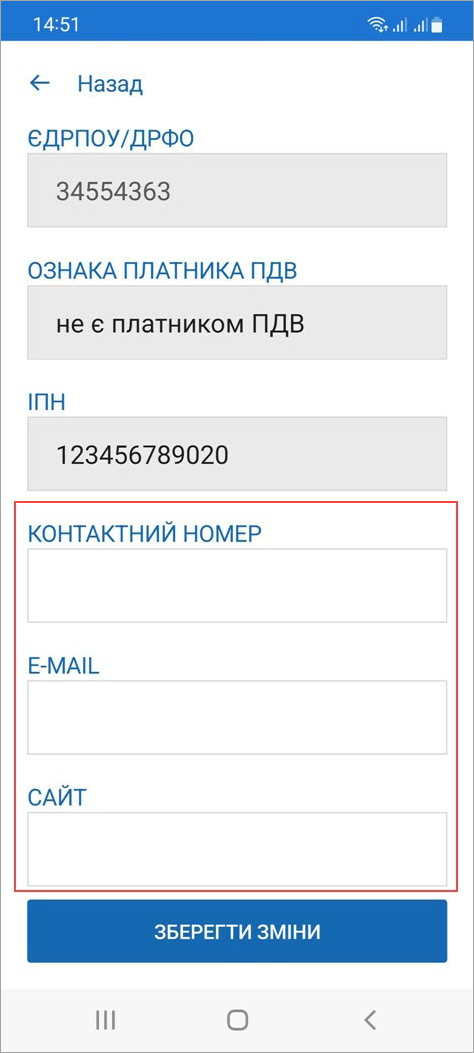 14:51
Назад
ЄДРПОУ/ДРФО
34554363
ОЗНАКА ПЛАТНИКА ПДВ
не є платником ПДВ
ІПН
123456789020
КОНТАКТНИЙ НОМЕР
E-MAIL
САЙТ
ЗБЕРЕГТИ ЗМІНИ